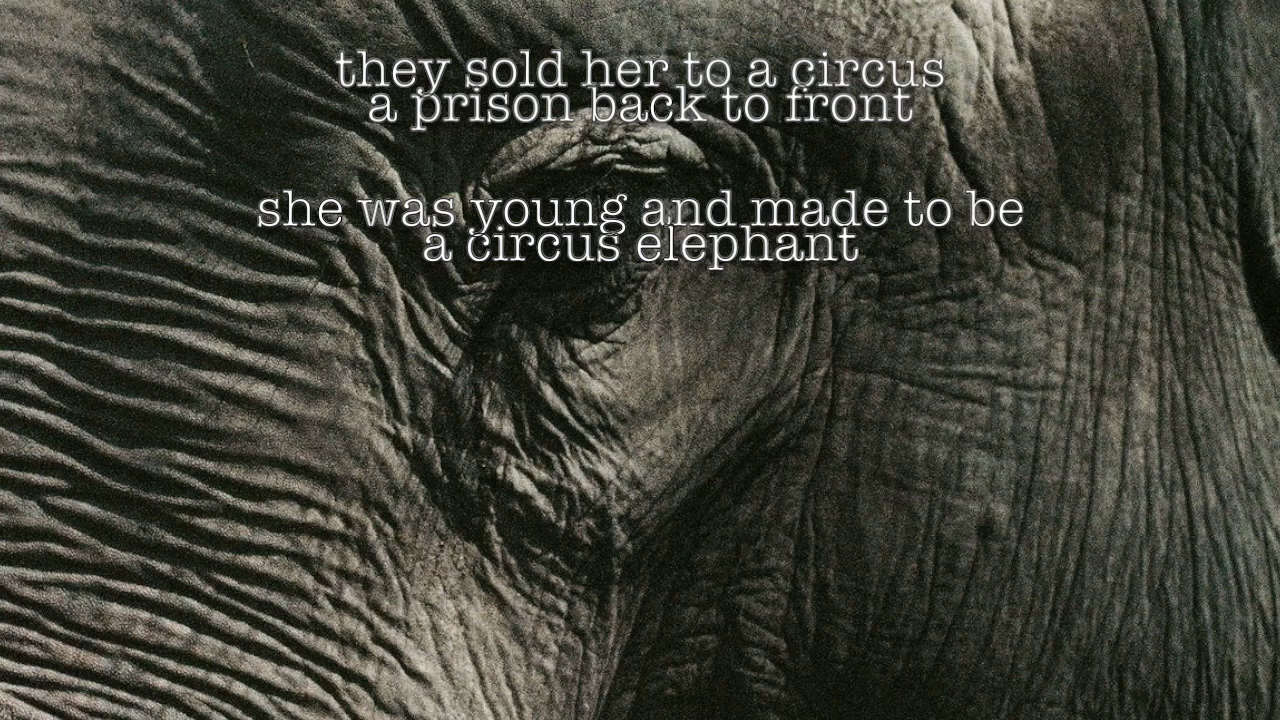 they sold her to a circus
a prison back to front
she was young and made to be
a circus elephant